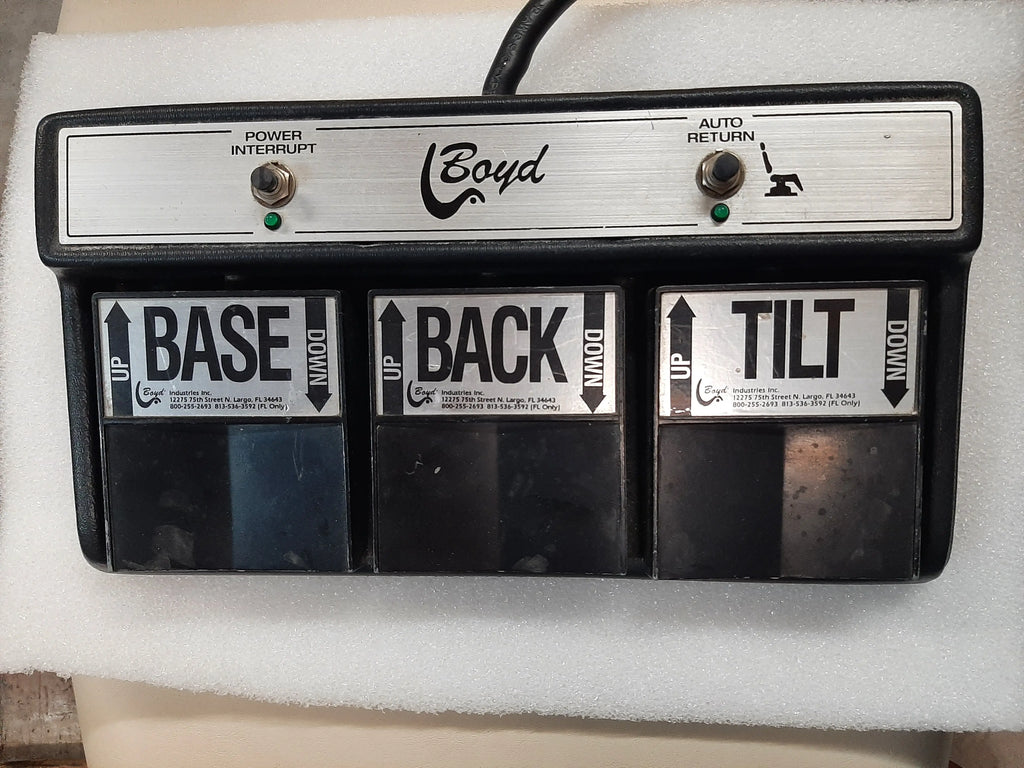 POWER
INTERRUPT
Boyd
AUTO
RETURN
UP
BASE
DOWN
Boyd Industries Inc.
12275 75th Street N. Largo, FL 34643
800-255-2693 813-536-3592 (FL Only)
UP
BACK
DOWN
Boyd Industries Inc.
12275 75th Street N. Largo, FL 34643
800-255-2693 813-536-3592 (FL Only)
UP
TILT
DOWN
Boyd Industries Inc.
12275 75th Street N. Largo, FL 34643
800-255-2693 813-536-3592 (FL Only)